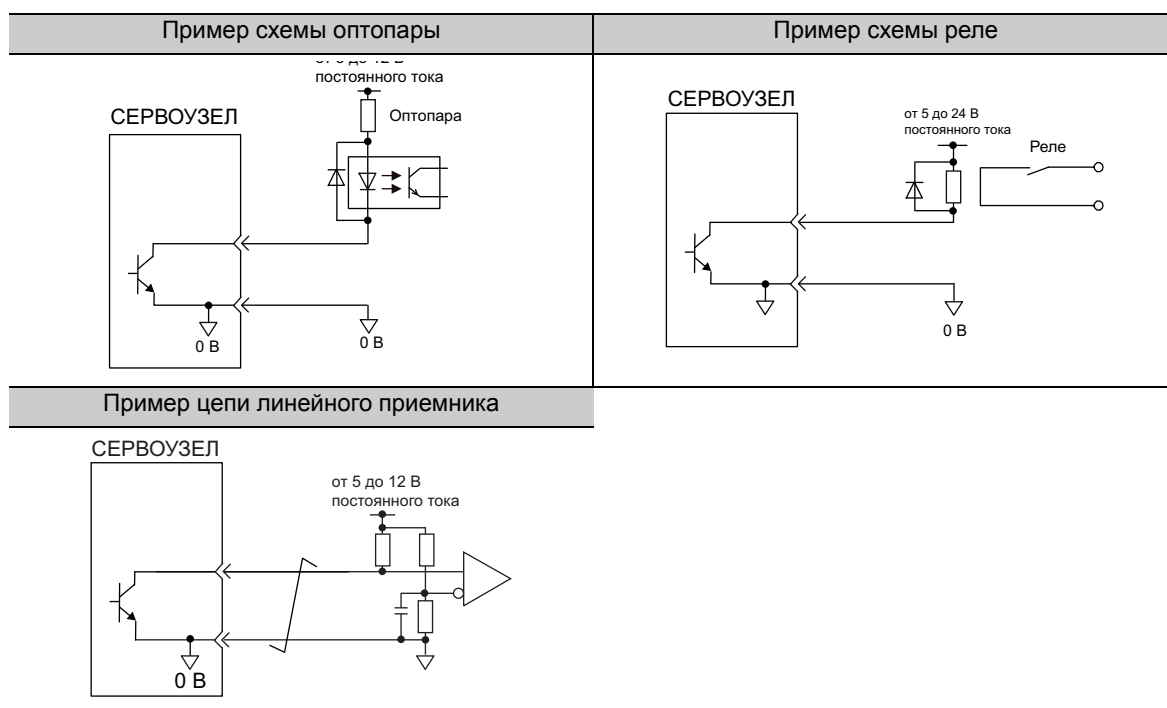 Пример схемы оптопары
Пример схемы реле
постоянного тока
СЕРВОУЗЕЛ
Оптопара
0 В
0 В
СЕРВОУЗЕЛ
от 5 до 24 В
постоянного тока
Реле
0 В
Пример цепи линейного приемника
СЕРВОУЗЕЛ
от 5 до 12 В
постоянного тока
0 В